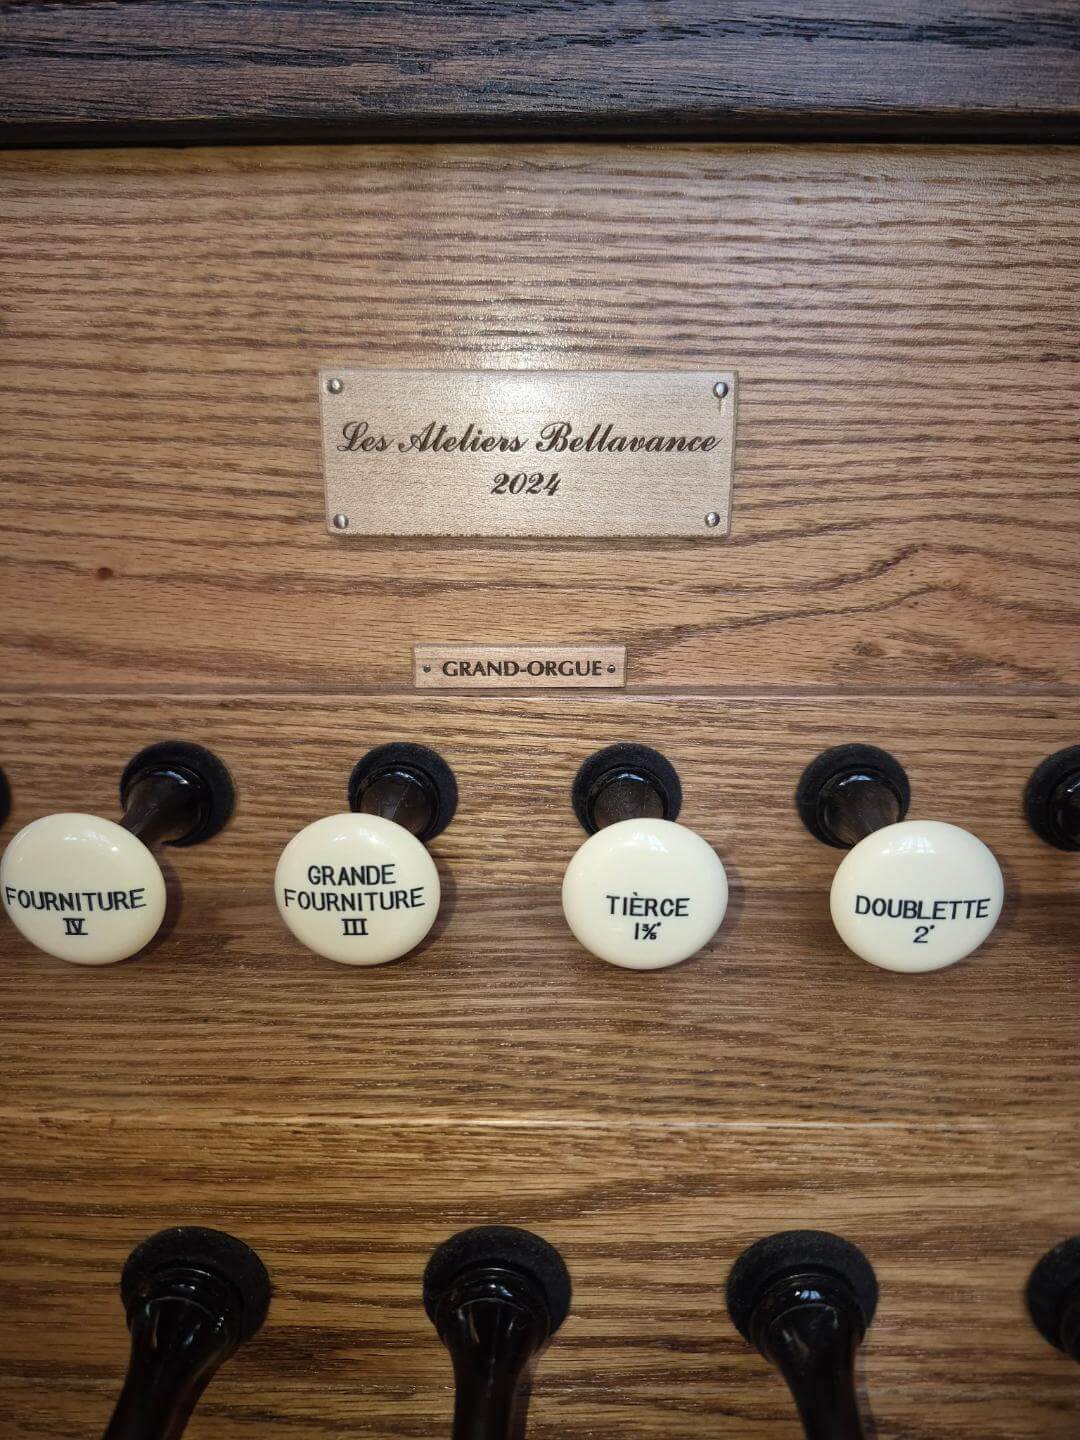 Les Ateliers Bellavance
2024
GRAND-ORGUE
FOURNITURE
IV
GRANDE
FOURNITURE
III
TIÈRCE
1⅗'
DOUBLETTE
2'